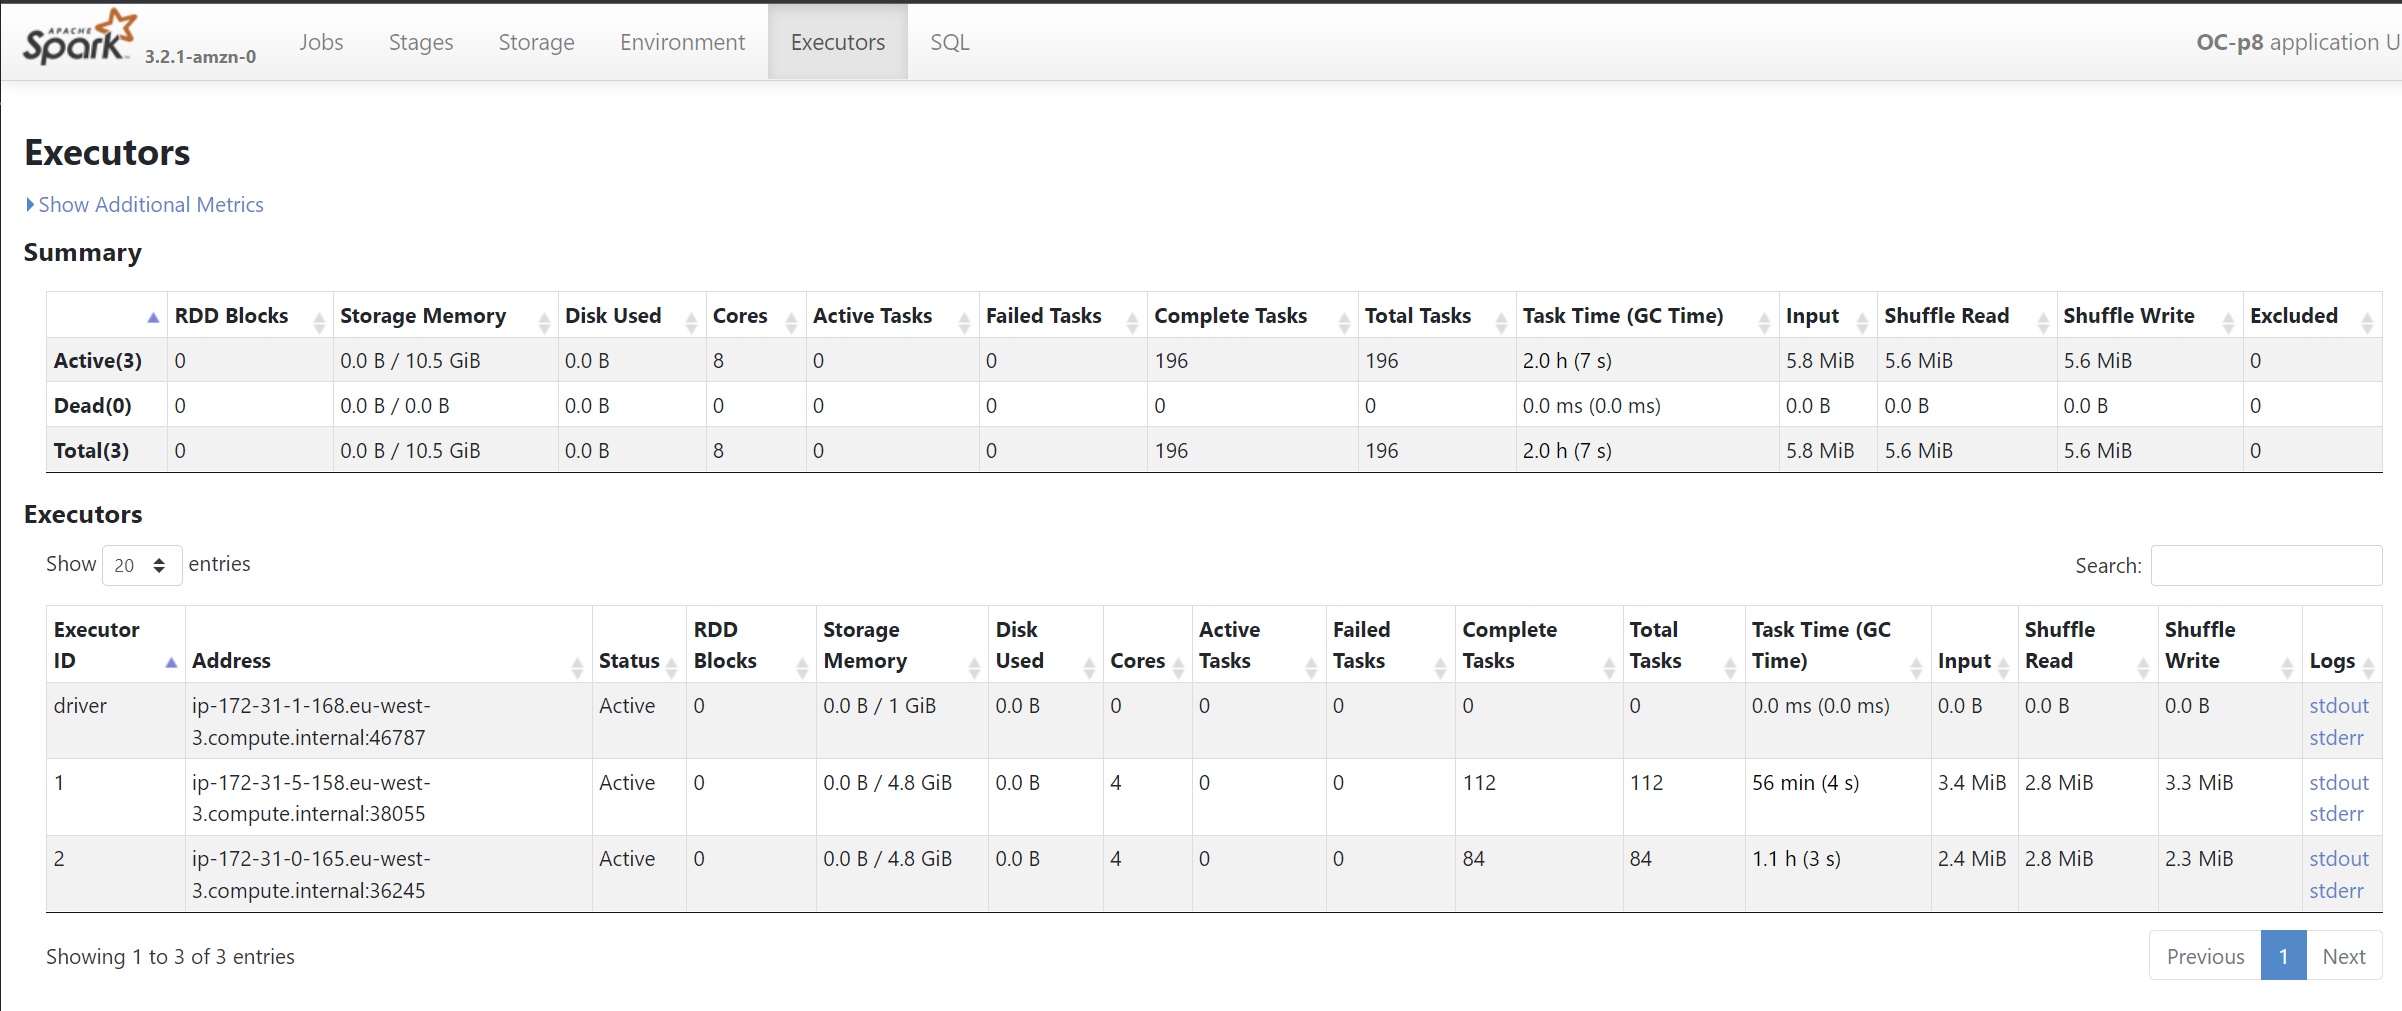 APACHE
Spark 3.2.1-amzn-0 Jobs Stages Storage Environment Executors SQL OC-p8 application U
Executors
Show Additional Metrics
Summary
RDD Blocks Storage Memory Disk Used Cores Active Tasks Failed Tasks Complete Tasks Total Tasks Task Time (GC Time) Input Shuffle Read Shuffle Write Excluded
Active(3) 0 0.0 B / 10.5 GiB 0.0 B 8 0 0 196 196 2.0 h (7 s) 5.8 MiB 5.6 MiB 5.6 MiB 0
Dead(0) 0 0.0 B / 0.0 B 0.0 B 0 0 0 0 0 0.0 ms (0.0 ms) 0.0 B 0.0 B 0.0 B 0
Total(3) 0 0.0 B / 10.5 GiB 0.0 B 8 0 0 196 196 2.0 h (7 s) 5.8 MiB 5.6 MiB 5.6 MiB 0
Executors
Show 20 entries Search:
Executor RDD Storage Disk Active Failed Complete Total Task Time (GC Shuffle Shuffle
ID Address Status Blocks Memory Used Cores Tasks Tasks Tasks Tasks Time) Input Read Write Logs
driver ip-172-31-1-168.eu-west- Active 0 0.0 B / 1 GiB 0.0 B 0 0 0 0 0 0.0 ms (0.0 ms) 0.0 B 0.0 B 0.0 B stdout
3.compute.internal:46787 stderr
1 ip-172-31-5-158.eu-west- Active 0 0.0 B / 4.8 GiB 0.0 B 4 0 0 112 112 56 min (4 s) 3.4 MiB 2.8 MiB 3.3 MiB stdout
3.compute.internal:38055 stderr
2 ip-172-31-0-165.eu-west- Active 0 0.0 B / 4.8 GiB 0.0 B 4 0 0 84 84 1.1 h (3 s) 2.4 MiB 2.8 MiB 2.3 MiB stdout
3.compute.internal:36245 stderr
Showing 1 to 3 of 3 entries Previous 1 Next